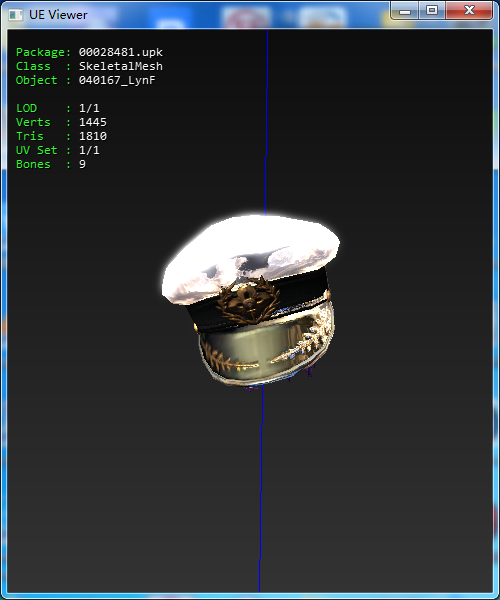 UE Viewer
Package: 00028481.upk
Class : SkeletalMesh
Object : 040167_LynF
LOD : 1/1
Verts : 1445
Tris : 1810
UV Set : 1/1
Bones : 9